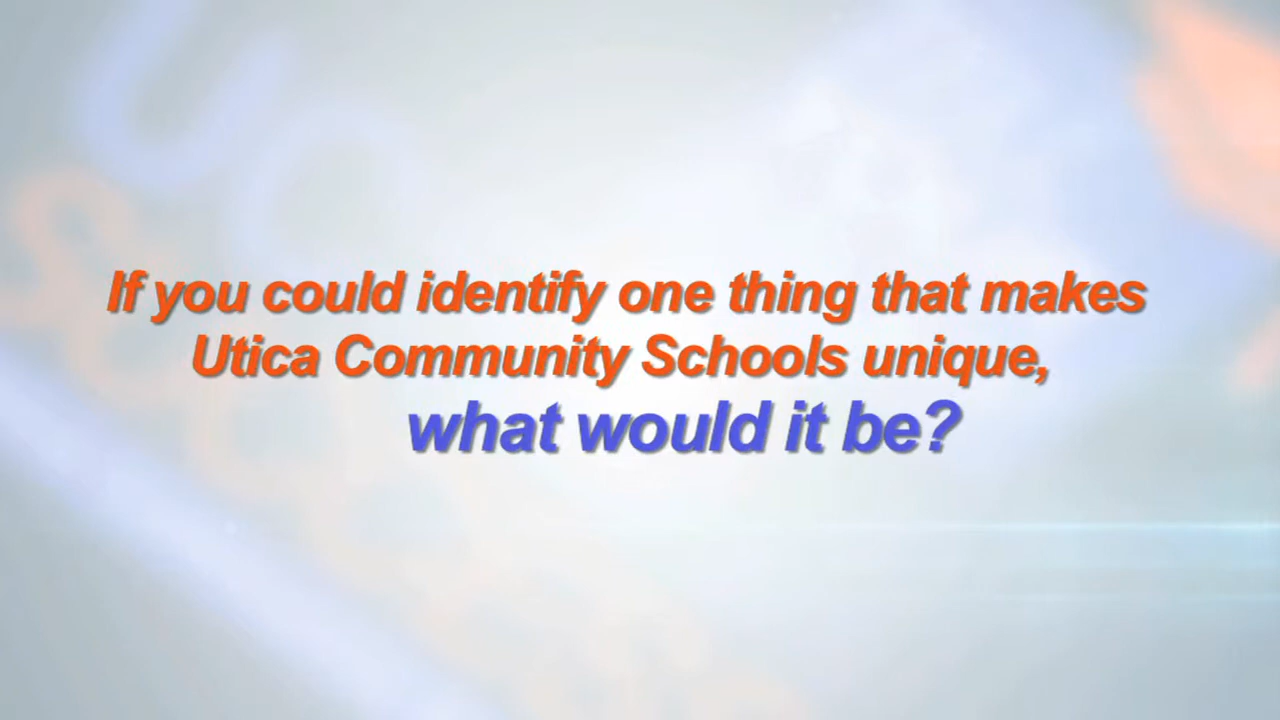 If you could identify one thing that makes
Utica Community Schools unique,
what would it be?